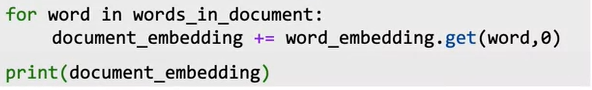 for word in words_in_document:
    document_embedding += word_embedding.get(word,0)
print(document_embedding)